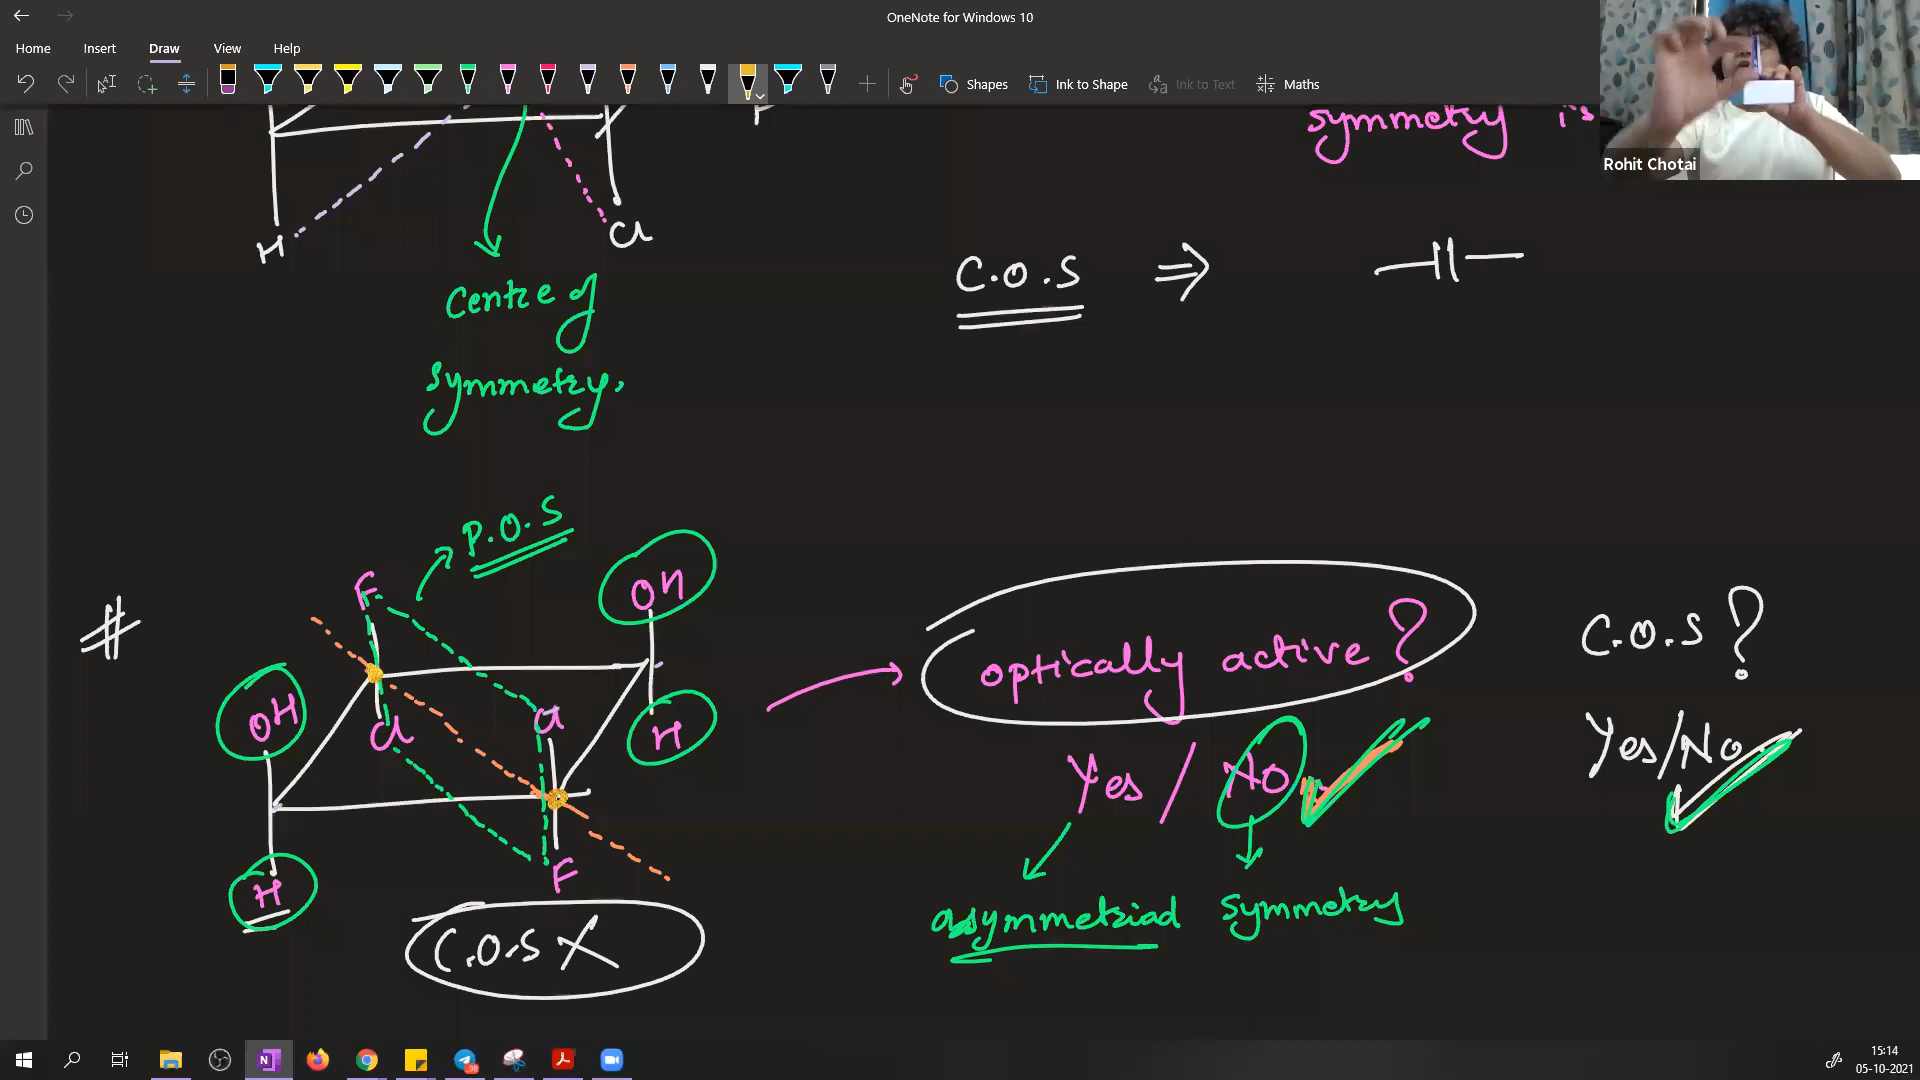 OneNote for Windows 10
Home Insert Draw View Help
Shapes Ink to Shape Ink to Text Maths
Rohit Chotai
symmetry is
H
Cl
F
Centre of
symmetry,
C.O.S ⇒
P.O.S
#
F
OH
OH
Cl
Cl
H
H
F
C.O.S X
optically active?
Yes / No
asymmetrical symmetry
C.O.S?
Yes/No
15:14
05-10-2021